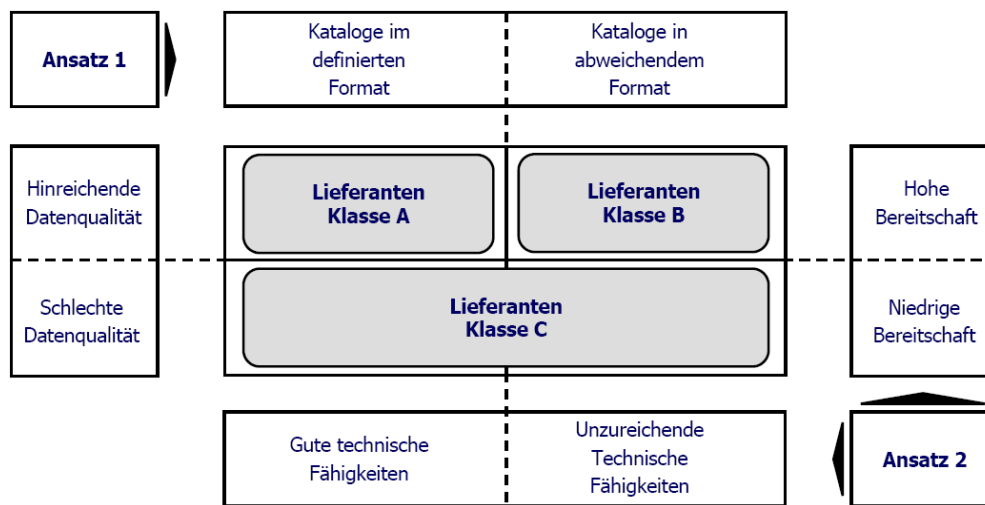 Ansatz 1
Kataloge im
definierten
Format
Kataloge in
abweichendem
Format
Hinreichende
Datenqualität
Lieferanten
Klasse A
Lieferanten
Klasse B
Hohe
Bereitschaft
Schlechte
Datenqualität
Lieferanten
Klasse C
Niedrige
Bereitschaft
Gute technische
Fähigkeiten
Unzureichende
Technische
Fähigkeiten
Ansatz 2